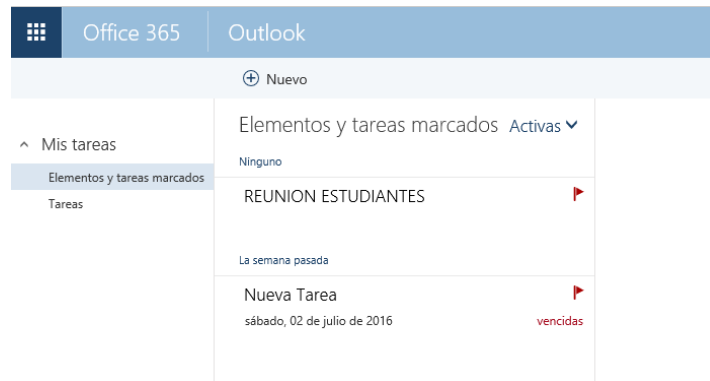 Office 365 Outlook
Nuevo
Mis tareas
Elementos y tareas marcados
Tareas
Elementos y tareas marcados Activas
Ninguno
REUNION ESTUDIANTES
La semana pasada
Nueva Tarea
sábado, 02 de julio de 2016 vencidas